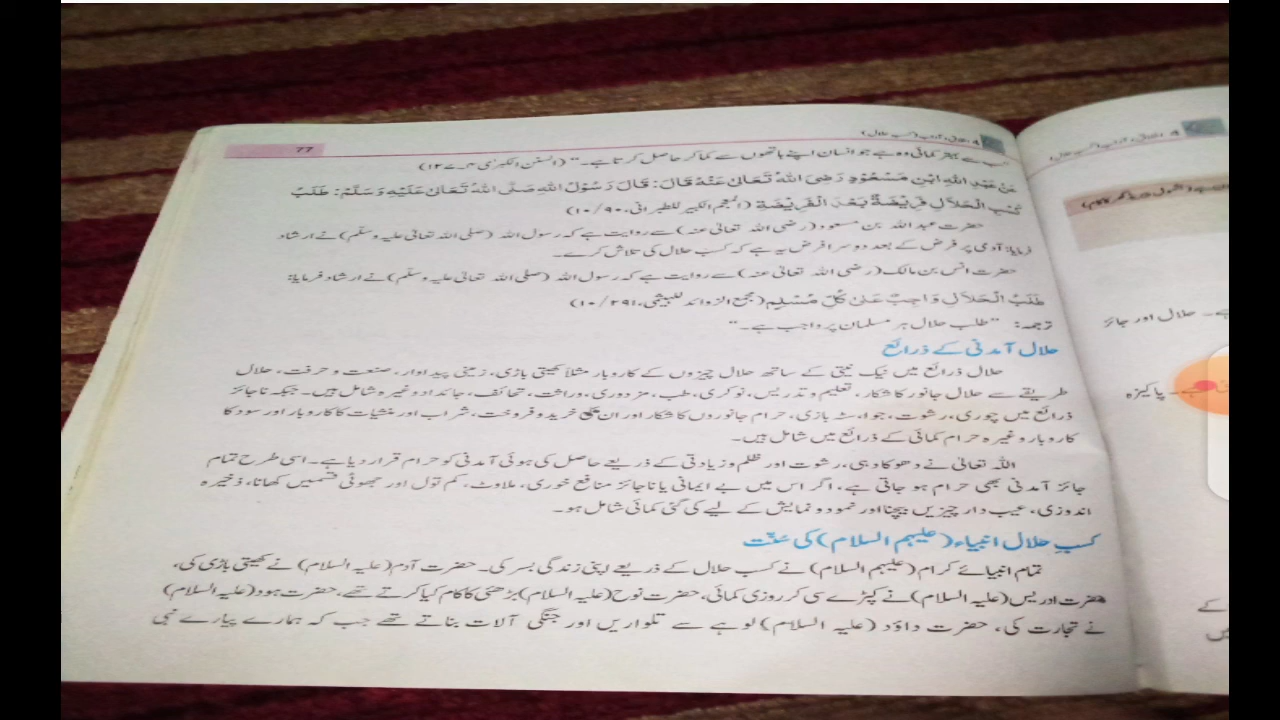 77
4 اخلاق و آداب (کسب حلال)
سب سے بہتر کمائی وہ ہے جو انسان اپنے ہاتھوں سے کما کر حاصل کرتا ہے۔" (السنن الکبرٰی
عَنْ عَبْدِ اللهِ ابْنِ مَسْعُوْدٍ رَضِیَ اللهُ تَعَالٰی عَنْهُ قَالَ: قَالَ رَسُوْلُ اللهِ صَلَّی اللهُ تَعَالٰی عَلَیْهِ وَسَلَّمْ: طَلَبُ
کَسْبِ الْحَلَالِ فَرِیْضَةٌ بَعْدَ الْفَرِیْضَةِ (المعجم الکبیر للطبرانی، ۹۰/۱۰)
حضرت عبد اللہ بن مسعود (رضی اللہ تعالیٰ عنہ) سے روایت ہے کہ رسول اللہ (صلی اللہ تعالیٰ علیہ وسلّم) نے ارشاد
فرمایا: آدمی پر فرض کے بعد دوسرا فرض یہ ہے کہ کسب حلال کی تلاش کرے۔
حضرت انس بن مالک (رضی اللہ تعالیٰ عنہ) سے روایت ہے کہ رسول اللہ (صلی اللہ تعالیٰ علیہ وسلّم) نے ارشاد فرمایا:
طَلَبُ الْحَلَالِ وَاجِبٌ عَلٰی کُلِّ مُسْلِمٍ (مجمع الزوائد للہیثمی، ۲۹۱/۱۰)
ترجمہ: "طلب حلال ہر مسلمان پر واجب ہے۔"
حلال آمدنی کے ذرائع
حلال ذرائع میں نیک نیتی کے ساتھ حلال چیزوں کے کاروبار مثلاً کھیتی باڑی، زمینی پیداوار، صنعت و حرفت، حلال
طریقے سے حلال جانور کا شکار، تعلیم و تدریس، نوکری، طب، مزدوری، وراثت، تحائف، جائداد وغیرہ شامل ہیں۔ جبکہ ناجائز
ذرائع میں چوری، رشوت، جوا، سٹہ بازی، حرام جانوروں کا شکار اور ان کی خرید و فروخت، شراب اور منشیات کا کاروبار اور سود کا
کاروبار وغیرہ حرام کمائی کے ذرائع میں شامل ہیں۔
اللہ تعالیٰ نے دھوکا دہی، رشوت اور ظلم و زیادتی کے ذریعے حاصل کی ہوئی آمدنی کو حرام قرار دیا ہے۔ اسی طرح تمام
جائز آمدنی بھی حرام ہو جاتی ہے، اگر اس میں بے ایمانی یا ناجائز منافع خوری، ملاوٹ، کم تول اور جھوٹی قسمیں کھانا، ذخیرہ
اندوزی، عیب دار چیزیں بیچنا اور نمود و نمایش کے لیے کی گئی کمائی شامل ہو۔
کسبِ حلال انبیاء (علیہم السلام) کی سُنّت
تمام انبیائے کرام (علیہم السلام) نے کسب حلال کے ذریعے اپنی زندگی بسر کی۔ حضرت آدم (علیہ السلام) نے کھیتی باڑی کی،
حضرت ادریس (علیہ السلام) نے کپڑے سی کر روزی کمائی، حضرت نوح (علیہ السلام) بڑھئی کا کام کیا کرتے تھے، حضرت ہود (علیہ السلام)
نے تجارت کی، حضرت داؤد (علیہ السلام) لوہے سے تلواریں اور جنگی آلات بناتے تھے جب کہ ہمارے پیارے نبی
ہے۔ حلال اور جائز
پاکیزہ
کے